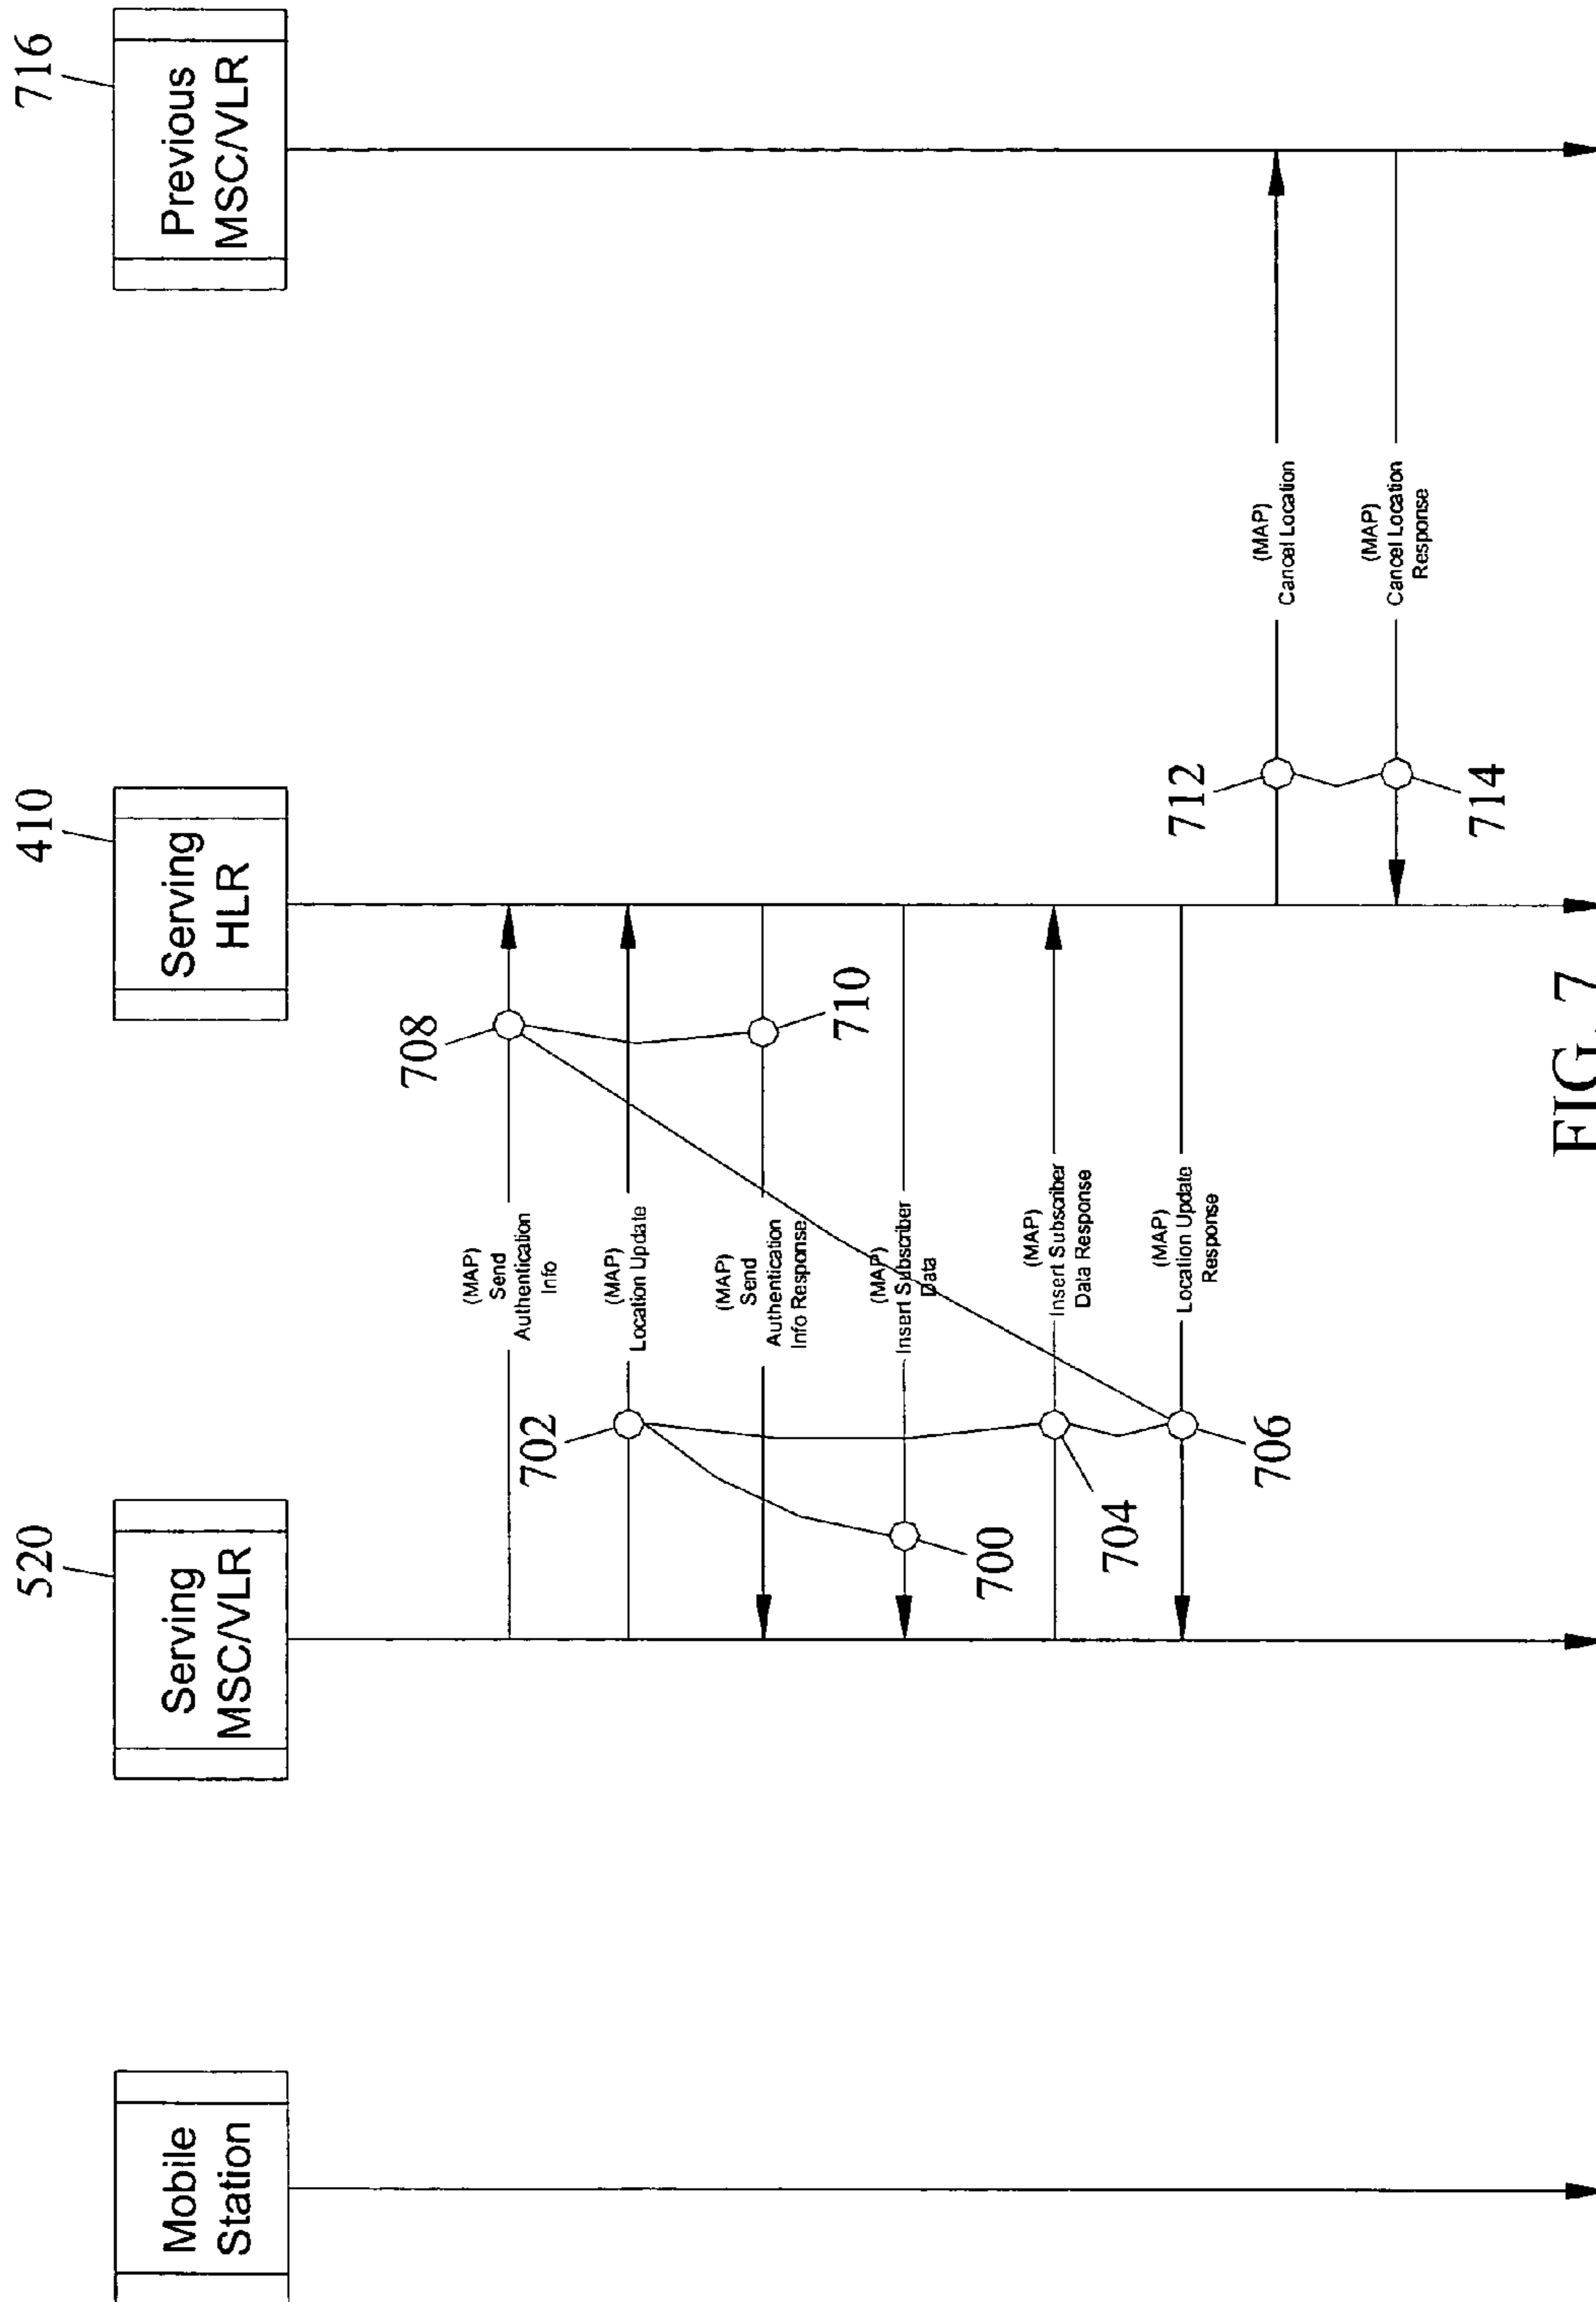 520
410
716
Mobile
Station
Serving
MSC/VLR
Serving
HLR
Previous
MSC/VLR
708
(MAP)
Send
Authentication
Info
702
(MAP)
Location Update
(MAP)
Send
Authentication
Info Response
710
(MAP)
Insert Subscriber
Data
700
(MAP)
Insert Subscriber
Data Response
704
(MAP)
Location Update
Response
706
712
(MAP)
Cancel Location
(MAP)
Cancel Location
Response
714
FIG. 7